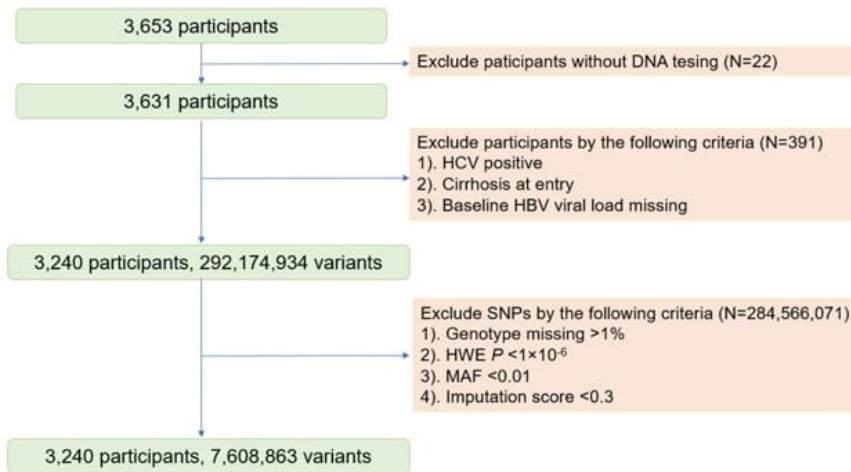 3,653 participants
Exclude paticipants without DNA tesing (N=22)
3,631 participants
Exclude participants by the following criteria (N=391)
1). HCV positive
2). Cirrhosis at entry
3). Baseline HBV viral load missing
3,240 participants, 292,174,934 variants
Exclude SNPs by the following criteria (N=284,566,071)
1). Genotype missing >1%
2). HWE P <1×10⁻⁶
3). MAF <0.01
4). Imputation score <0.3
3,240 participants, 7,608,863 variants